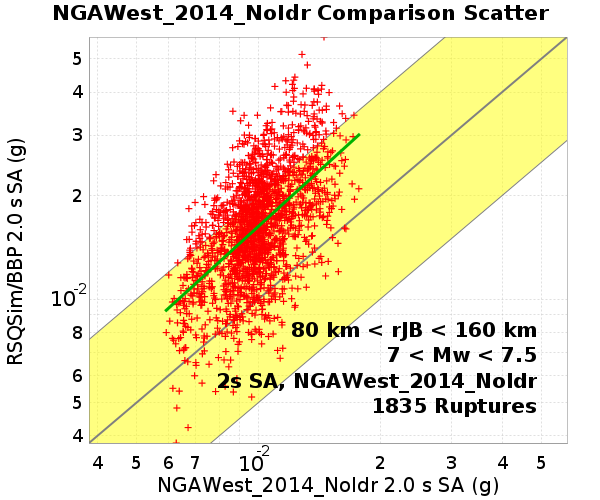 NGAWest_2014_NoIdr Comparison Scatter
RSQSim/BBP 2.0 s SA (g)
5
4
3
2
10-2
8
6
5
4
80 km < rJB < 160 km
7 < Mw < 7.5
2s SA, NGAWest_2014_NoIdr
1835 Ruptures
4 5 6 7 10-2 2 3 4 5
NGAWest_2014_NoIdr 2.0 s SA (g)